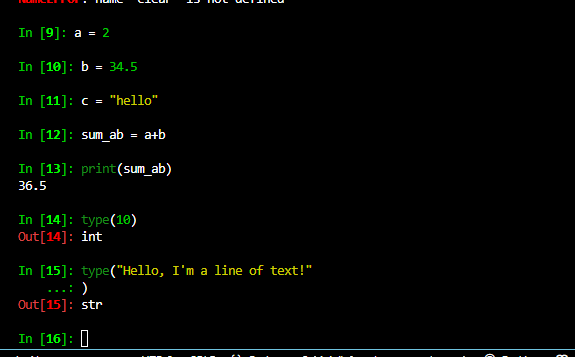 NameError: name 'clear' is not defined
In [9]: a = 2
In [10]: b = 34.5
In [11]: c = "hello"
In [12]: sum_ab = a+b
In [13]: print(sum_ab)
36.5
In [14]: type(10)
Out[14]: int
In [15]: type("Hello, I'm a line of text!"
...: )
Out[15]: str
In [16]: